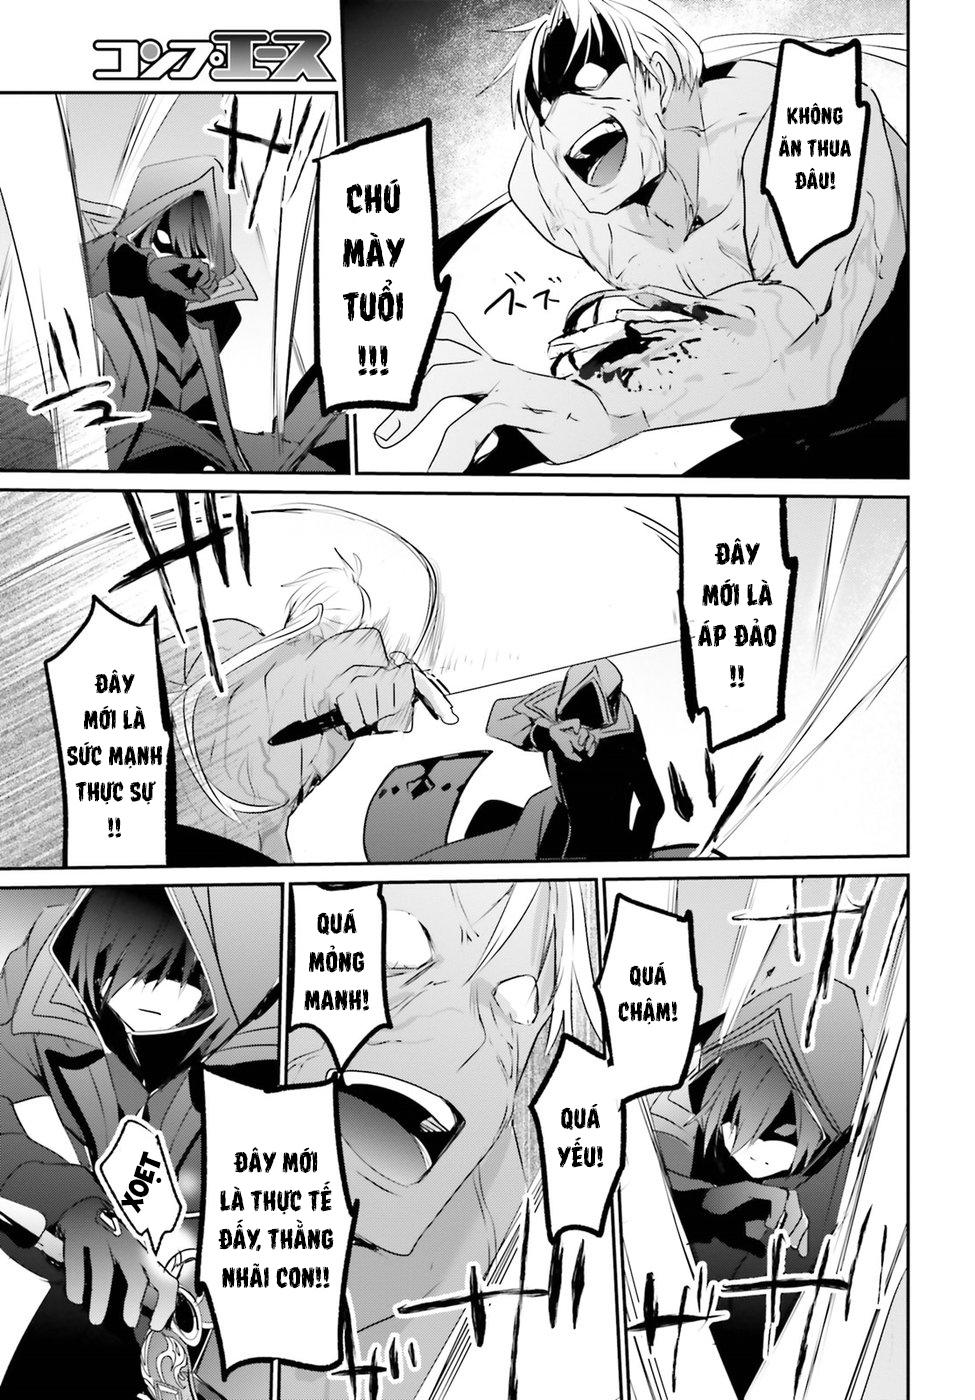 コンプエース
KHÔNG
ĂN THUA
ĐÂU!
ズズ
CHÚ
MÀY
TUỔI
!!!
ĐÂY
MỚI LÀ
ÁP ĐẢO
!!
ĐÂY
MỚI LÀ
SỨC MẠNH
THỰC SỰ
!!
QUÁ
CHẬM!
QUÁ
YẾU!
QUÁ
MỎNG
MANH!
ĐÂY MỚI
LÀ THỰC TẾ
ĐẤY, THẰNG
NHÃI CON!!
XOẸT